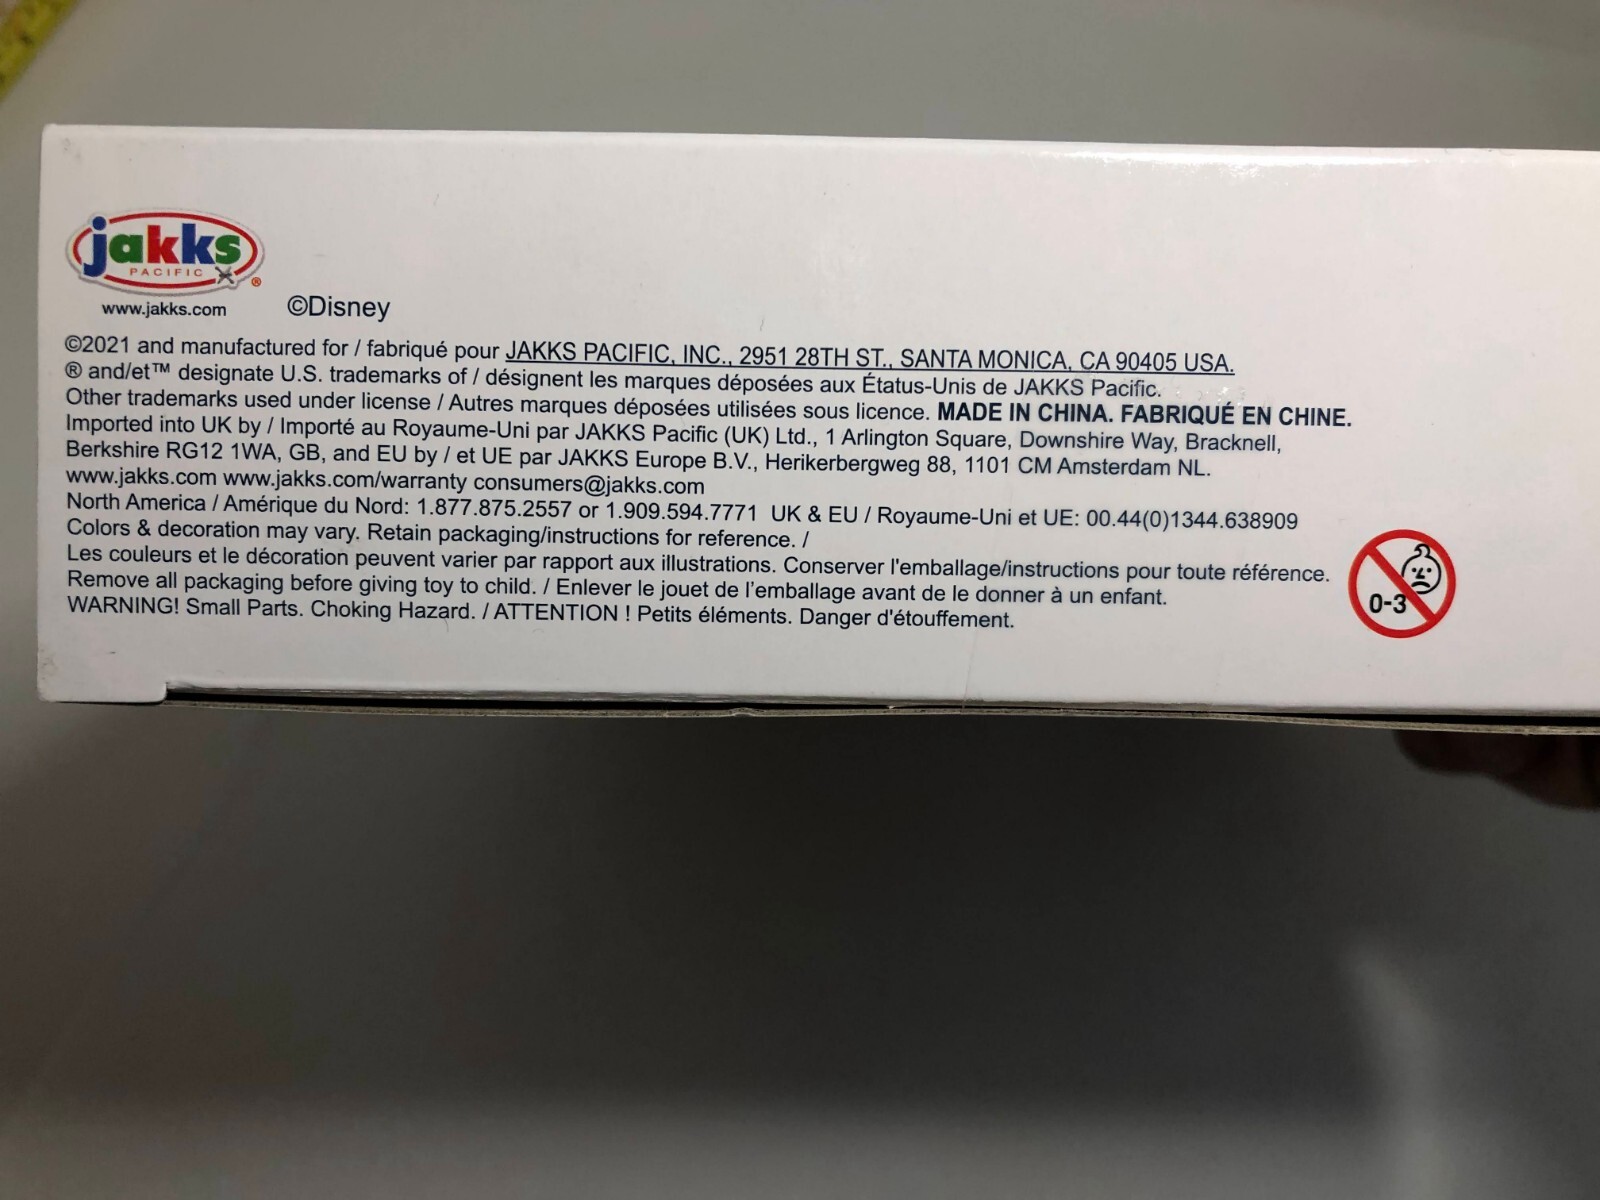 jakks
PACIFIC
®
www.jakks.com
©Disney
©2021 and manufactured for / fabriqué pour JAKKS PACIFIC, INC., 2951 28TH ST., SANTA MONICA, CA 90405 USA.
® and/et™ designate U.S. trademarks of / désignent les marques déposées aux États-Unis de JAKKS Pacific.
Other trademarks used under license / Autres marques déposées utilisées sous licence. MADE IN CHINA. FABRIQUÉ EN CHINE.
Imported into UK by / Importé au Royaume-Uni par JAKKS Pacific (UK) Ltd., 1 Arlington Square, Downshire Way, Bracknell,
Berkshire RG12 1WA, GB, and EU by / et UE par JAKKS Europe B.V., Herikerbergweg 88, 1101 CM Amsterdam NL.
www.jakks.com www.jakks.com/warranty consumers@jakks.com
North America / Amérique du Nord: 1.877.875.2557 or 1.909.594.7771 UK & EU / Royaume-Uni et UE: 00.44(0)1344.638909
Colors & decoration may vary. Retain packaging/instructions for reference. /
Les couleurs et le décoration peuvent varier par rapport aux illustrations. Conserver l'emballage/instructions pour toute référence.
Remove all packaging before giving toy to child. / Enlever le jouet de l'emballage avant de le donner à un enfant.
WARNING! Small Parts. Choking Hazard. / ATTENTION ! Petits éléments. Danger d'étouffement.
0-3